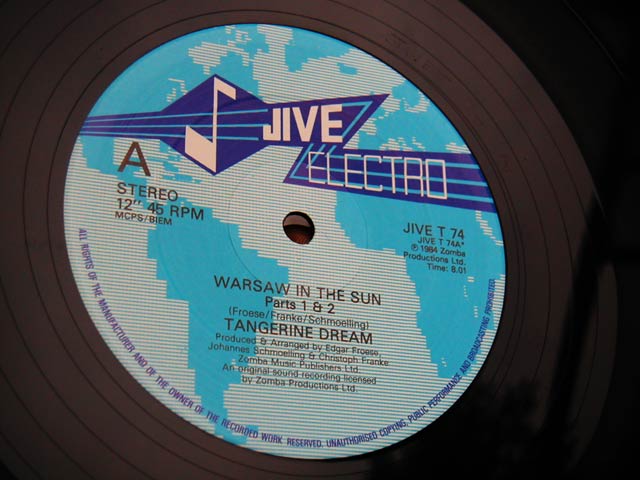 JIVE
ELECTRO
A
STEREO
12" 45 RPM
MCPS/BIEM
JIVE T 74
JIVE T 74A*
℗ 1984 Zomba
Productions Ltd.
Time: 8.01
WARSAW IN THE SUN
Parts 1 & 2
(Froese/Franke/Schmoelling)
TANGERINE DREAM
Produced & Arranged by Edgar Froese,
Johannes Schmoelling & Christoph Franke
Zomba Music Publishers Ltd.
An original sound recording licensed
by Zomba Productions Ltd.
ALL RIGHTS OF THE MANUFACTURER AND OF THE OWNER OF THE RECORDED WORK RESERVED. UNAUTHORISED COPYING, PUBLIC PERFORMANCE AND BROADCASTING PROHIBITED